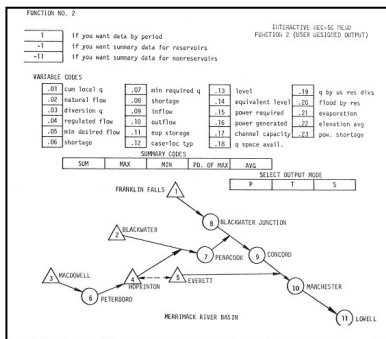 FUNCTION NO. 2
INTERACTIVE HEC-5C MENU
FUNCTION 2 (USER DESIGNED OUTPUT)
1 if you want data by period
-1 if you want summary data for reservoirs
-11 if you want summary data for nonreservoirs
VARIABLE CODES
.01 cum local q
.02 natural flow
.03 diversion q
.04 regulated flow
.05 min desired flow
.06 shortage
.07 min required q
.08 shortage
.09 inflow
.10 outflow
.11 eop storage
.12 case=loc typ
.13 level
.14 equivalent level
.15 power required
.16 power generated
.17 channel capacity
.18 q space avail.
.19 q by us res divs
.20 flood by res
.21 evaporation
.22 elevation avg
.23 pow. shortage
SUMMARY CODES
SUM MAX MIN PD. OF MAX AVG
SELECT OUTPUT MODE
P T S
FRANKLIN FALLS 1
8 BLACKWATER JUNCTION
2 BLACKWATER
7 PENACOOK
9 CONCORD
3 MACDOWELL
4 HOPKINTON
5 EVERETT
6 PETERBORO
10 MANCHESTER
11 LOWELL
MERRIMACK RIVER BASIN